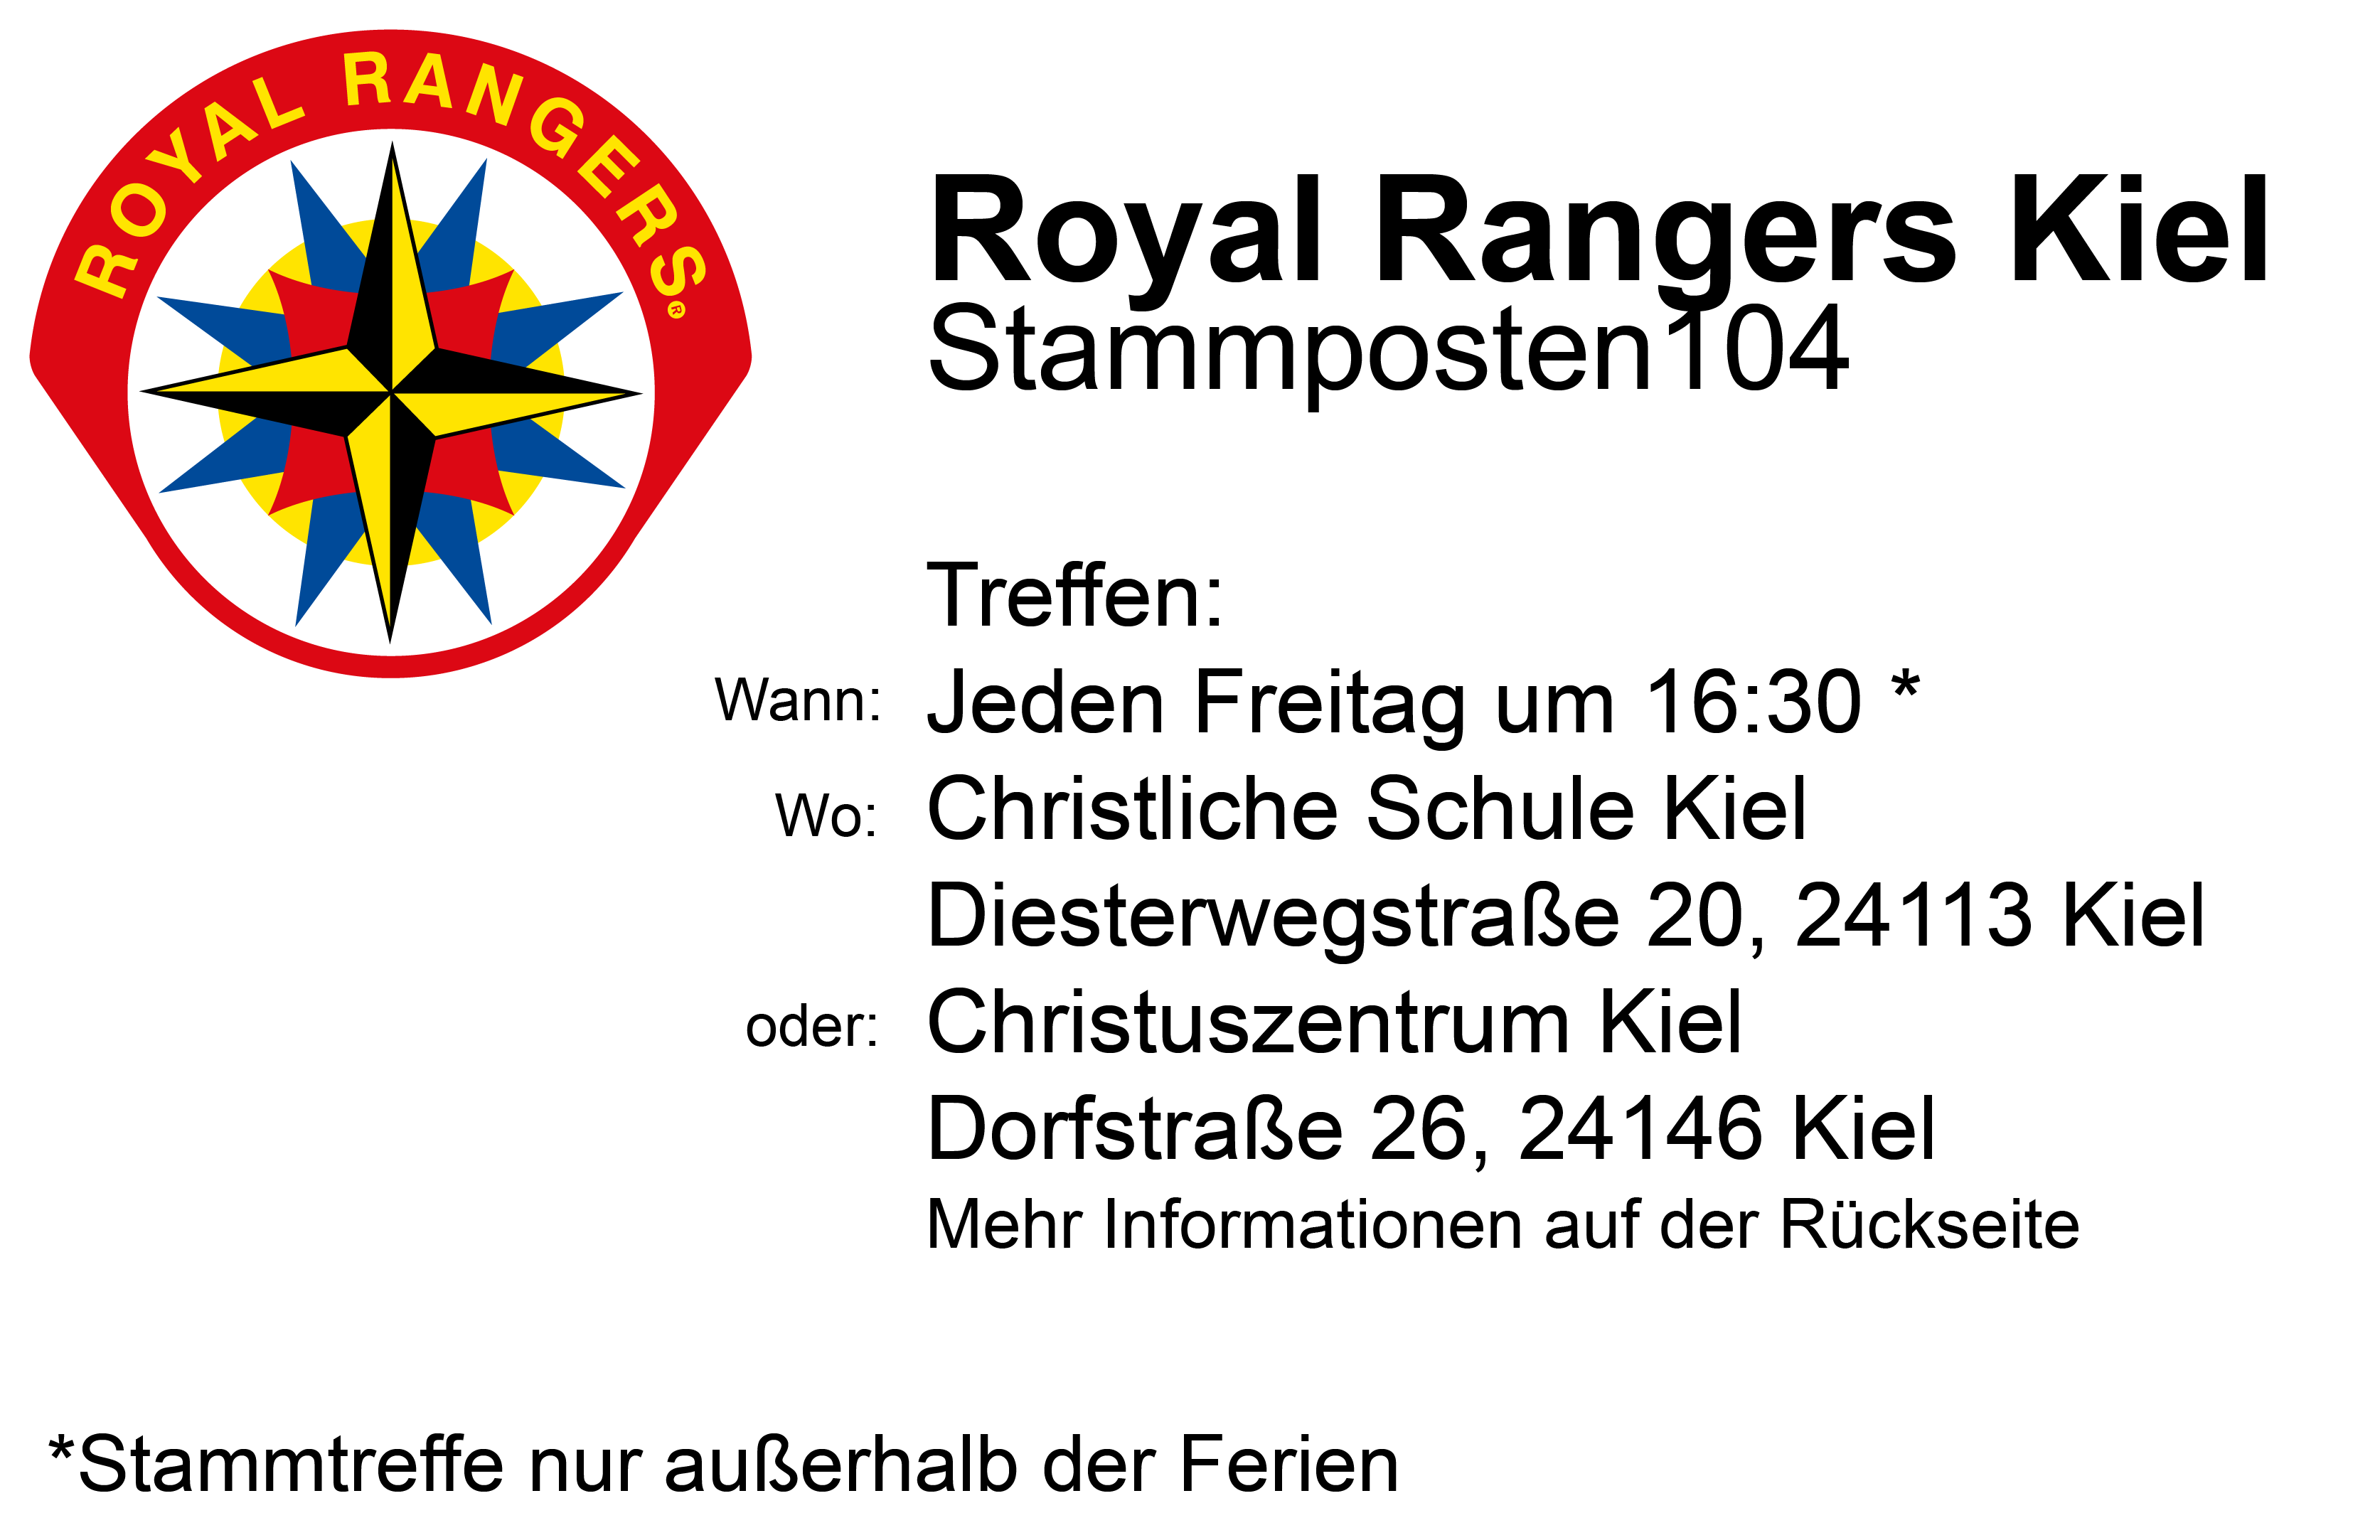 ROYAL RANGERS®
Royal Rangers Kiel
Stammposten104
Treffen:
Wann: Jeden Freitag um 16:30 *
Wo: Christliche Schule Kiel
Diesterwegstraße 20, 24113 Kiel
oder: Christuszentrum Kiel
Dorfstraße 26, 24146 Kiel
Mehr Informationen auf der Rückseite
*Stammtreffe nur außerhalb der Ferien